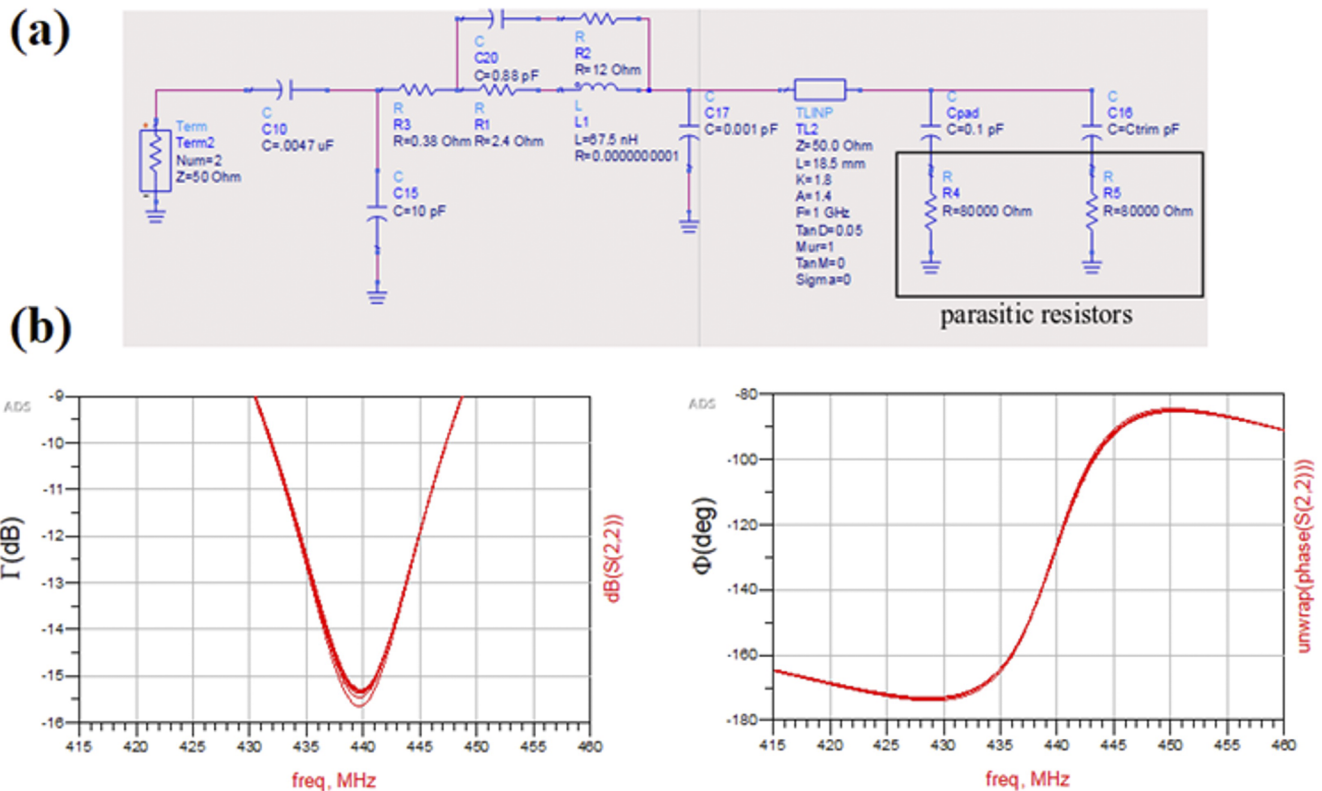 (a)
Term
Term2
Num=2
Z=50 Ohm
C
C10
C=.0047 uF
C
C15
C=10 pF
R
R3
R=0.38 Ohm
C
C20
C=0.88 pF
R
R1
R=2.4 Ohm
R
R2
R=12 Ohm
L
L1
L=67.5 nH
R=0.0000000001
C
C17
C=0.001 pF
TLINP
TL2
Z=50.0 Ohm
L=18.5 mm
K=1.8
A=1.4
F=1 GHz
TanD=0.05
Mur=1
TanM=0
Sigma=0
C
Cpad
C=0.1 pF
C
C16
C=Ctrim pF
R
R4
R=80000 Ohm
R
R5
R=80000 Ohm
parasitic resistors
(b)
ADS
Γ(dB)
-9
-10
-11
-12
-13
-14
-15
-16
415 420 425 430 435 440 445 450 455 460
freq, MHz
dB(S(2,2))
ADS
Φ(deg)
-80
-100
-120
-140
-160
-180
415 420 425 430 435 440 445 450 455 460
freq, MHz
unwrap(phase(S(2,2)))